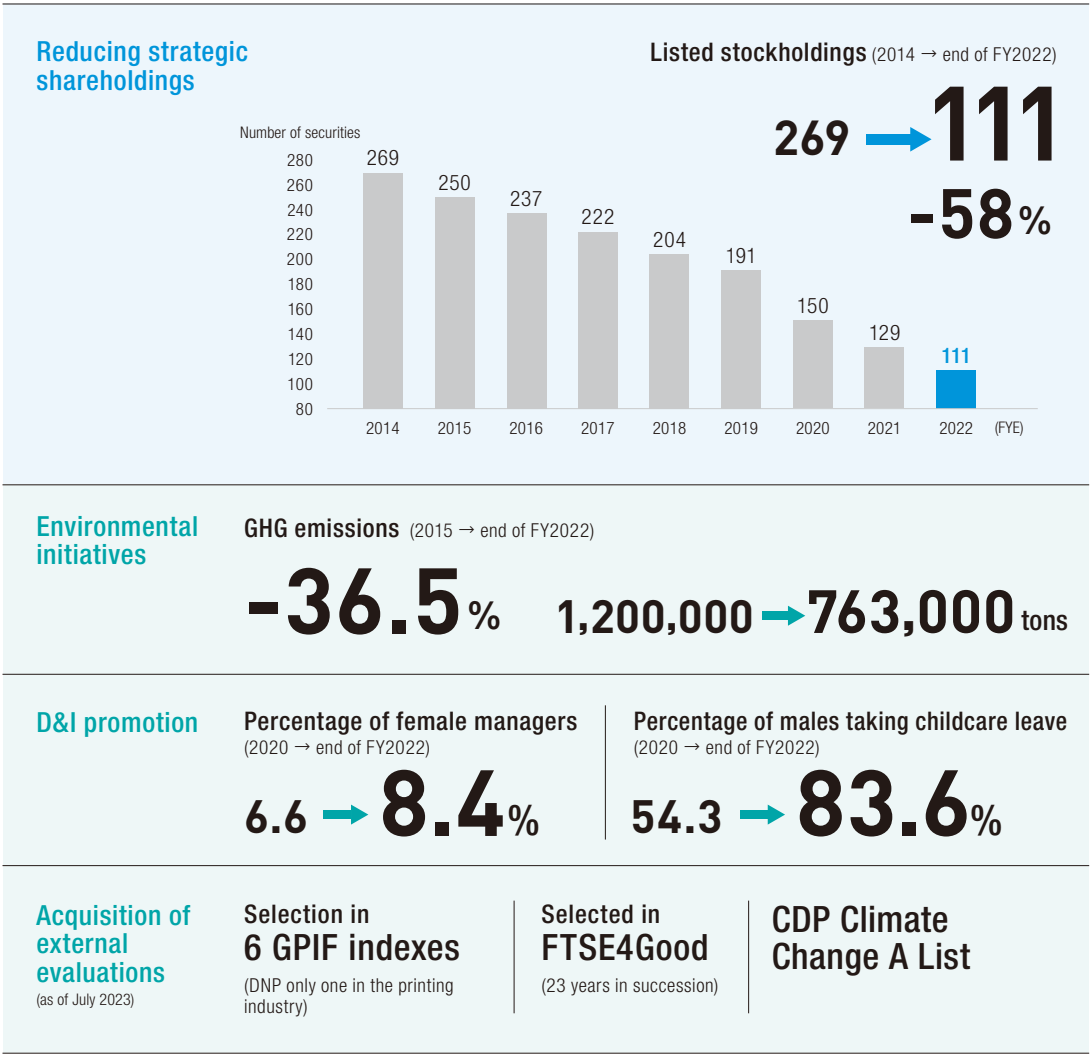 Reducing strategic
shareholdings
Listed stockholdings (2014 → end of FY2022)
269 → 111
-58%
Number of securities
280
260
240
220
200
180
160
140
120
100
80
269
250
237
222
204
191
150
129
111
2014 2015 2016 2017 2018 2019 2020 2021 2022 (FYE)
Environmental
initiatives
GHG emissions (2015 → end of FY2022)
-36.5% 1,200,000 → 763,000 tons
D&I promotion
Percentage of female managers
(2020 → end of FY2022)
6.6 → 8.4%
Percentage of males taking childcare leave
(2020 → end of FY2022)
54.3 → 83.6%
Acquisition of
external
evaluations
(as of July 2023)
Selection in
6 GPIF indexes
(DNP only one in the printing
industry)
Selected in
FTSE4Good
(23 years in succession)
CDP Climate
Change A List